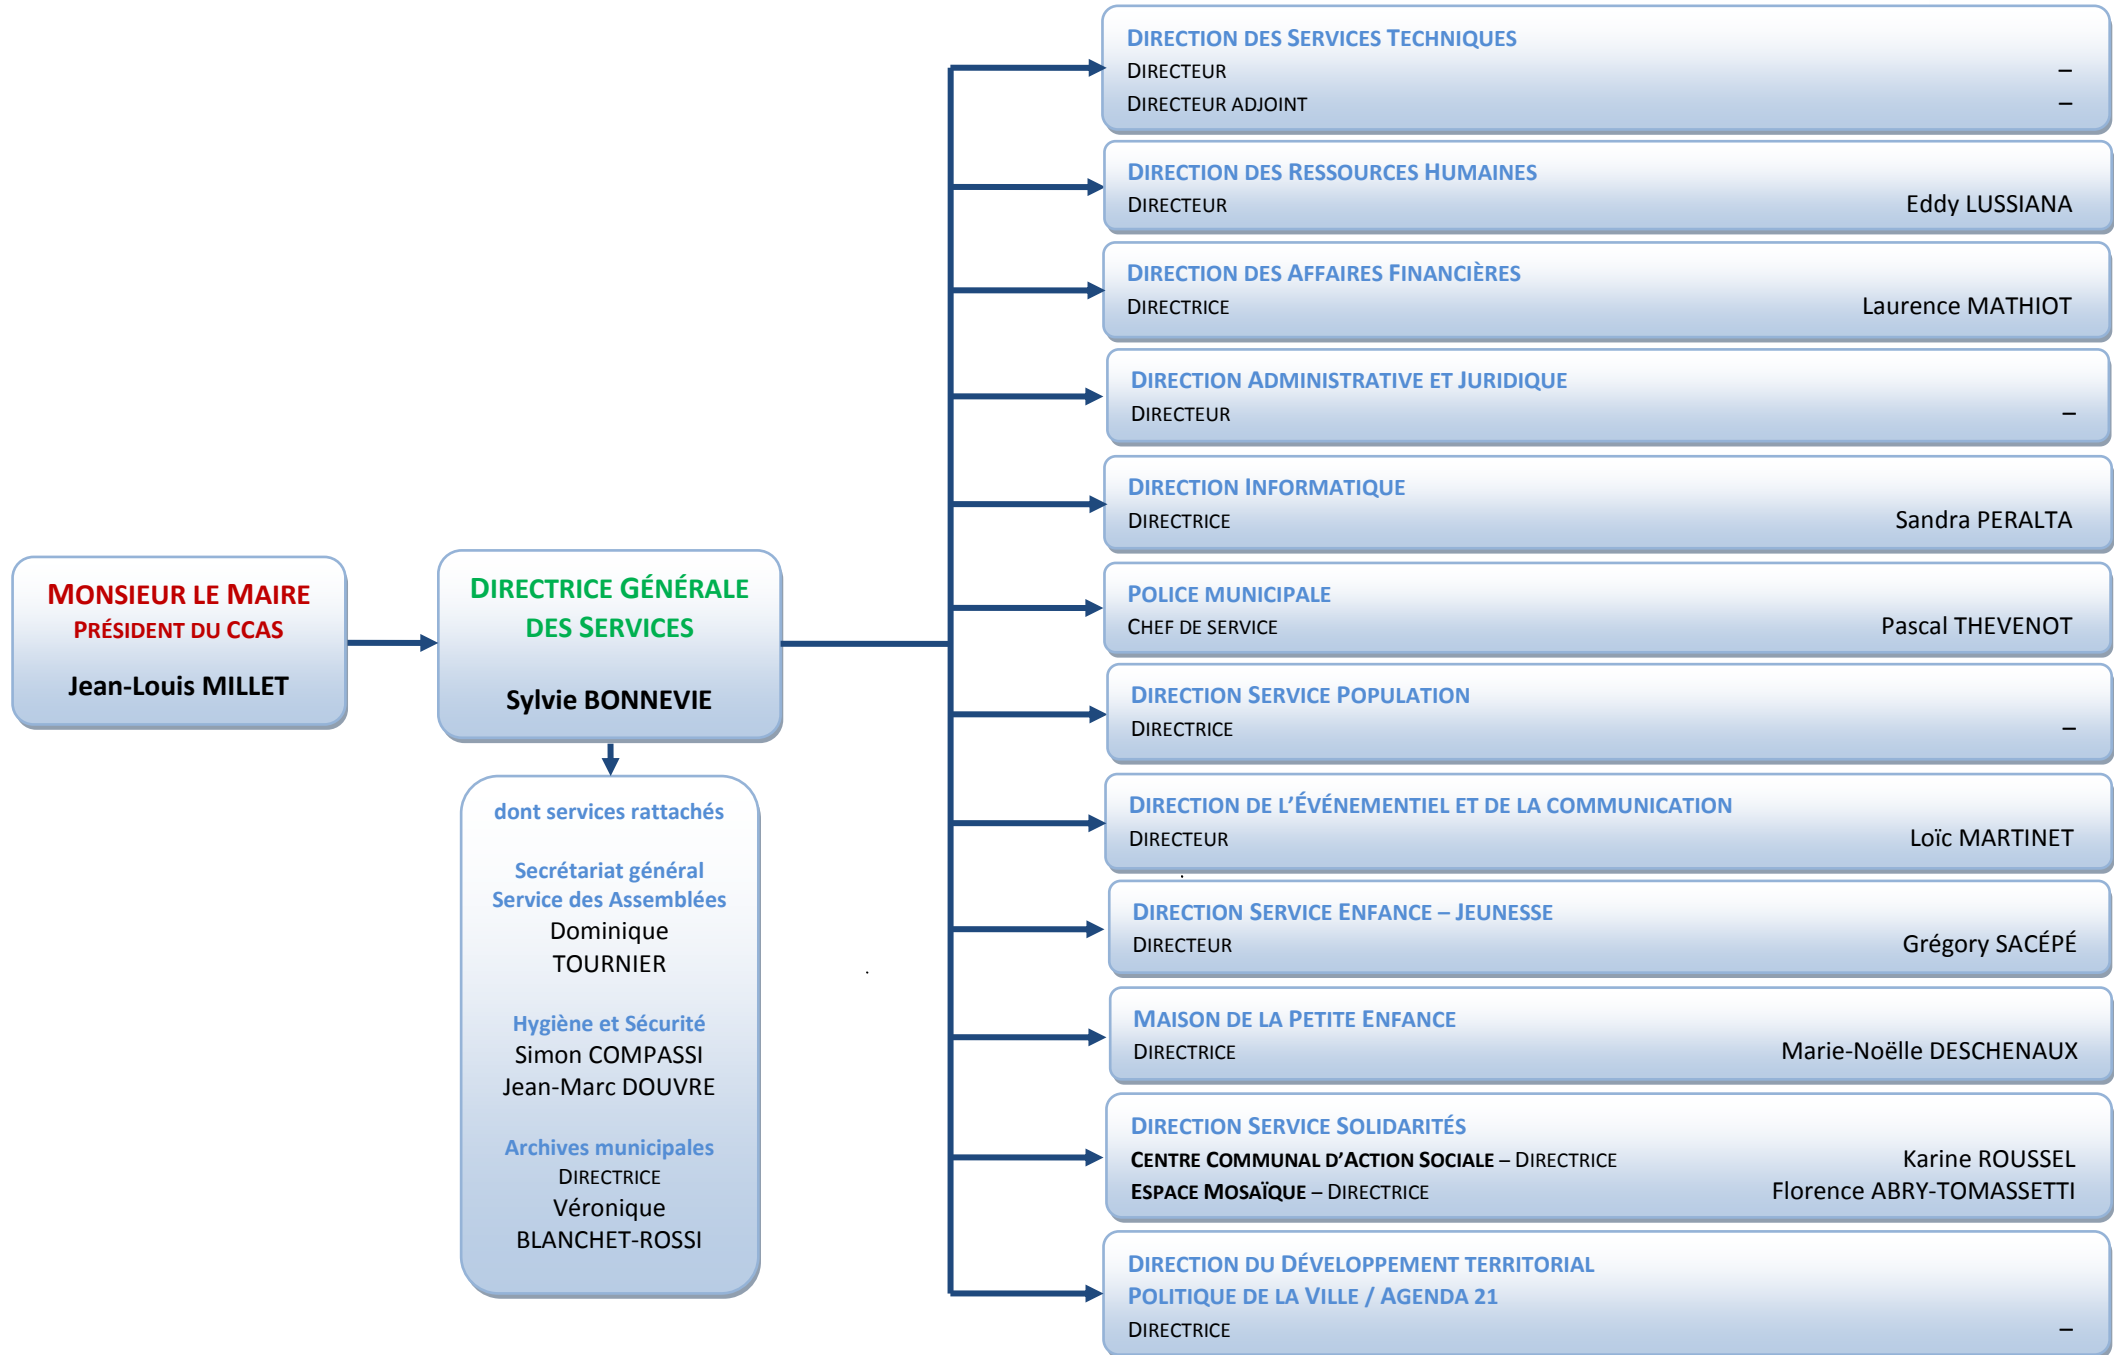 MONSIEUR LE MAIRE
PRÉSIDENT DU CCAS
Jean-Louis MILLET
DIRECTRICE GÉNÉRALE
DES SERVICES
Sylvie BONNEVIE
dont services rattachés
Secrétariat général
Service des Assemblées
Dominique
TOURNIER
Hygiène et Sécurité
Simon COMPASSI
Jean-Marc DOUVRE
Archives municipales
DIRECTRICE
Véronique
BLANCHET-ROSSI
DIRECTION DES SERVICES TECHNIQUES
DIRECTEUR –
DIRECTEUR ADJOINT –
DIRECTION DES RESSOURCES HUMAINES
DIRECTEUR Eddy LUSSIANA
DIRECTION DES AFFAIRES FINANCIÈRES
DIRECTRICE Laurence MATHIOT
DIRECTION ADMINISTRATIVE ET JURIDIQUE
DIRECTEUR –
DIRECTION INFORMATIQUE
DIRECTRICE Sandra PERALTA
POLICE MUNICIPALE
CHEF DE SERVICE Pascal THEVENOT
DIRECTION SERVICE POPULATION
DIRECTRICE –
DIRECTION DE L'ÉVÉNEMENTIEL ET DE LA COMMUNICATION
DIRECTEUR Loïc MARTINET
DIRECTION SERVICE ENFANCE – JEUNESSE
DIRECTEUR Grégory SACÉPÉ
MAISON DE LA PETITE ENFANCE
DIRECTRICE Marie-Noëlle DESCHENAUX
DIRECTION SERVICE SOLIDARITÉS
CENTRE COMMUNAL D'ACTION SOCIALE – DIRECTRICE Karine ROUSSEL
ESPACE MOSAÏQUE – DIRECTRICE Florence ABRY-TOMASSETTI
DIRECTION DU DÉVELOPPEMENT TERRITORIAL
POLITIQUE DE LA VILLE / AGENDA 21
DIRECTRICE –